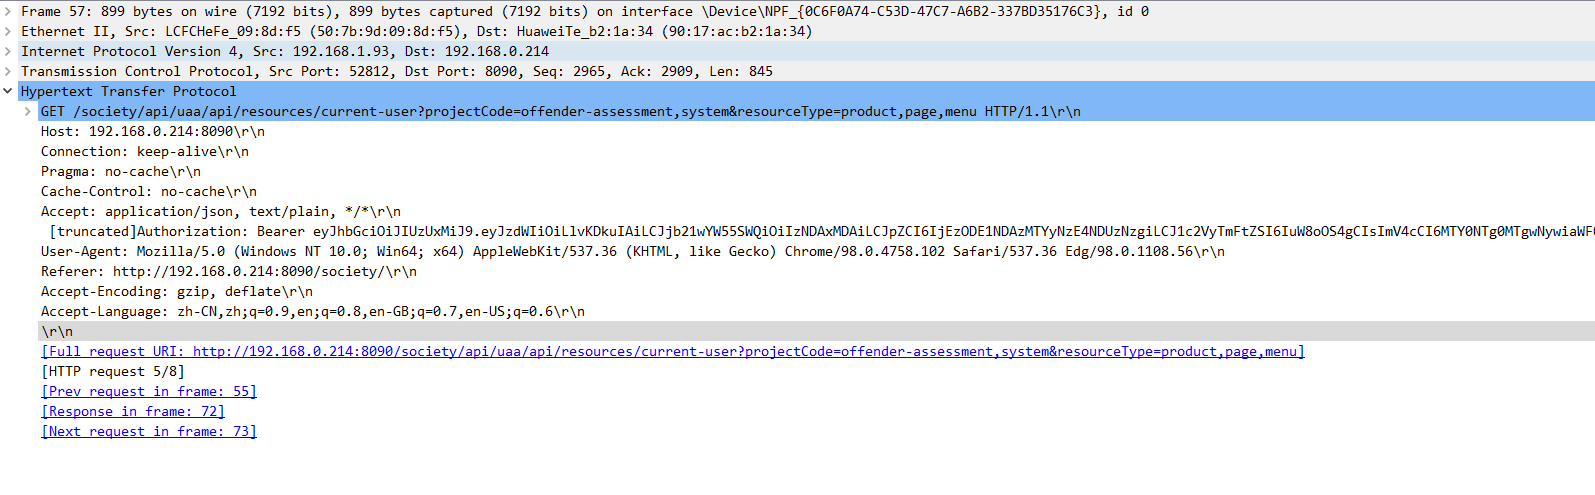 Frame 57: 899 bytes on wire (7192 bits), 899 bytes captured (7192 bits) on interface \Device\NPF_{0C6F0A74-C53D-47C7-A6B2-337BD35176C3}, id 0
Ethernet II, Src: LCFCHeFe_09:8d:f5 (50:7b:9d:09:8d:f5), Dst: HuaweiTe_b2:1a:34 (90:17:ac:b2:1a:34)
Internet Protocol Version 4, Src: 192.168.1.93, Dst: 192.168.0.214
Transmission Control Protocol, Src Port: 52812, Dst Port: 8090, Seq: 2965, Ack: 2909, Len: 845
Hypertext Transfer Protocol
GET /society/api/uaa/api/resources/current-user?projectCode=offender-assessment,system&resourceType=product,page,menu HTTP/1.1\r\n
Host: 192.168.0.214:8090\r\n
Connection: keep-alive\r\n
Pragma: no-cache\r\n
Cache-Control: no-cache\r\n
Accept: application/json, text/plain, */*\r\n
[truncated]Authorization: Bearer eyJhbGciOiJIUzUxMiJ9.eyJzdWIiOiLlvKDkuIAiLCJjb21wYW55SWQiOiIzNDAxMDAiLCJpZCI6IjEzODE1NDAzMTYyNzE4NDUzNzgiLCJ1c2VyTmFtZSI6IuW8oOS4gCIsImV4cCI6MTY0NTg0MTgwNywiaWF
User-Agent: Mozilla/5.0 (Windows NT 10.0; Win64; x64) AppleWebKit/537.36 (KHTML, like Gecko) Chrome/98.0.4758.102 Safari/537.36 Edg/98.0.1108.56\r\n
Referer: http://192.168.0.214:8090/society/\r\n
Accept-Encoding: gzip, deflate\r\n
Accept-Language: zh-CN,zh;q=0.9,en;q=0.8,en-GB;q=0.7,en-US;q=0.6\r\n
\r\n
[Full request URI: http://192.168.0.214:8090/society/api/uaa/api/resources/current-user?projectCode=offender-assessment,system&resourceType=product,page,menu]
[HTTP request 5/8]
[Prev request in frame: 55]
[Response in frame: 72]
[Next request in frame: 73]